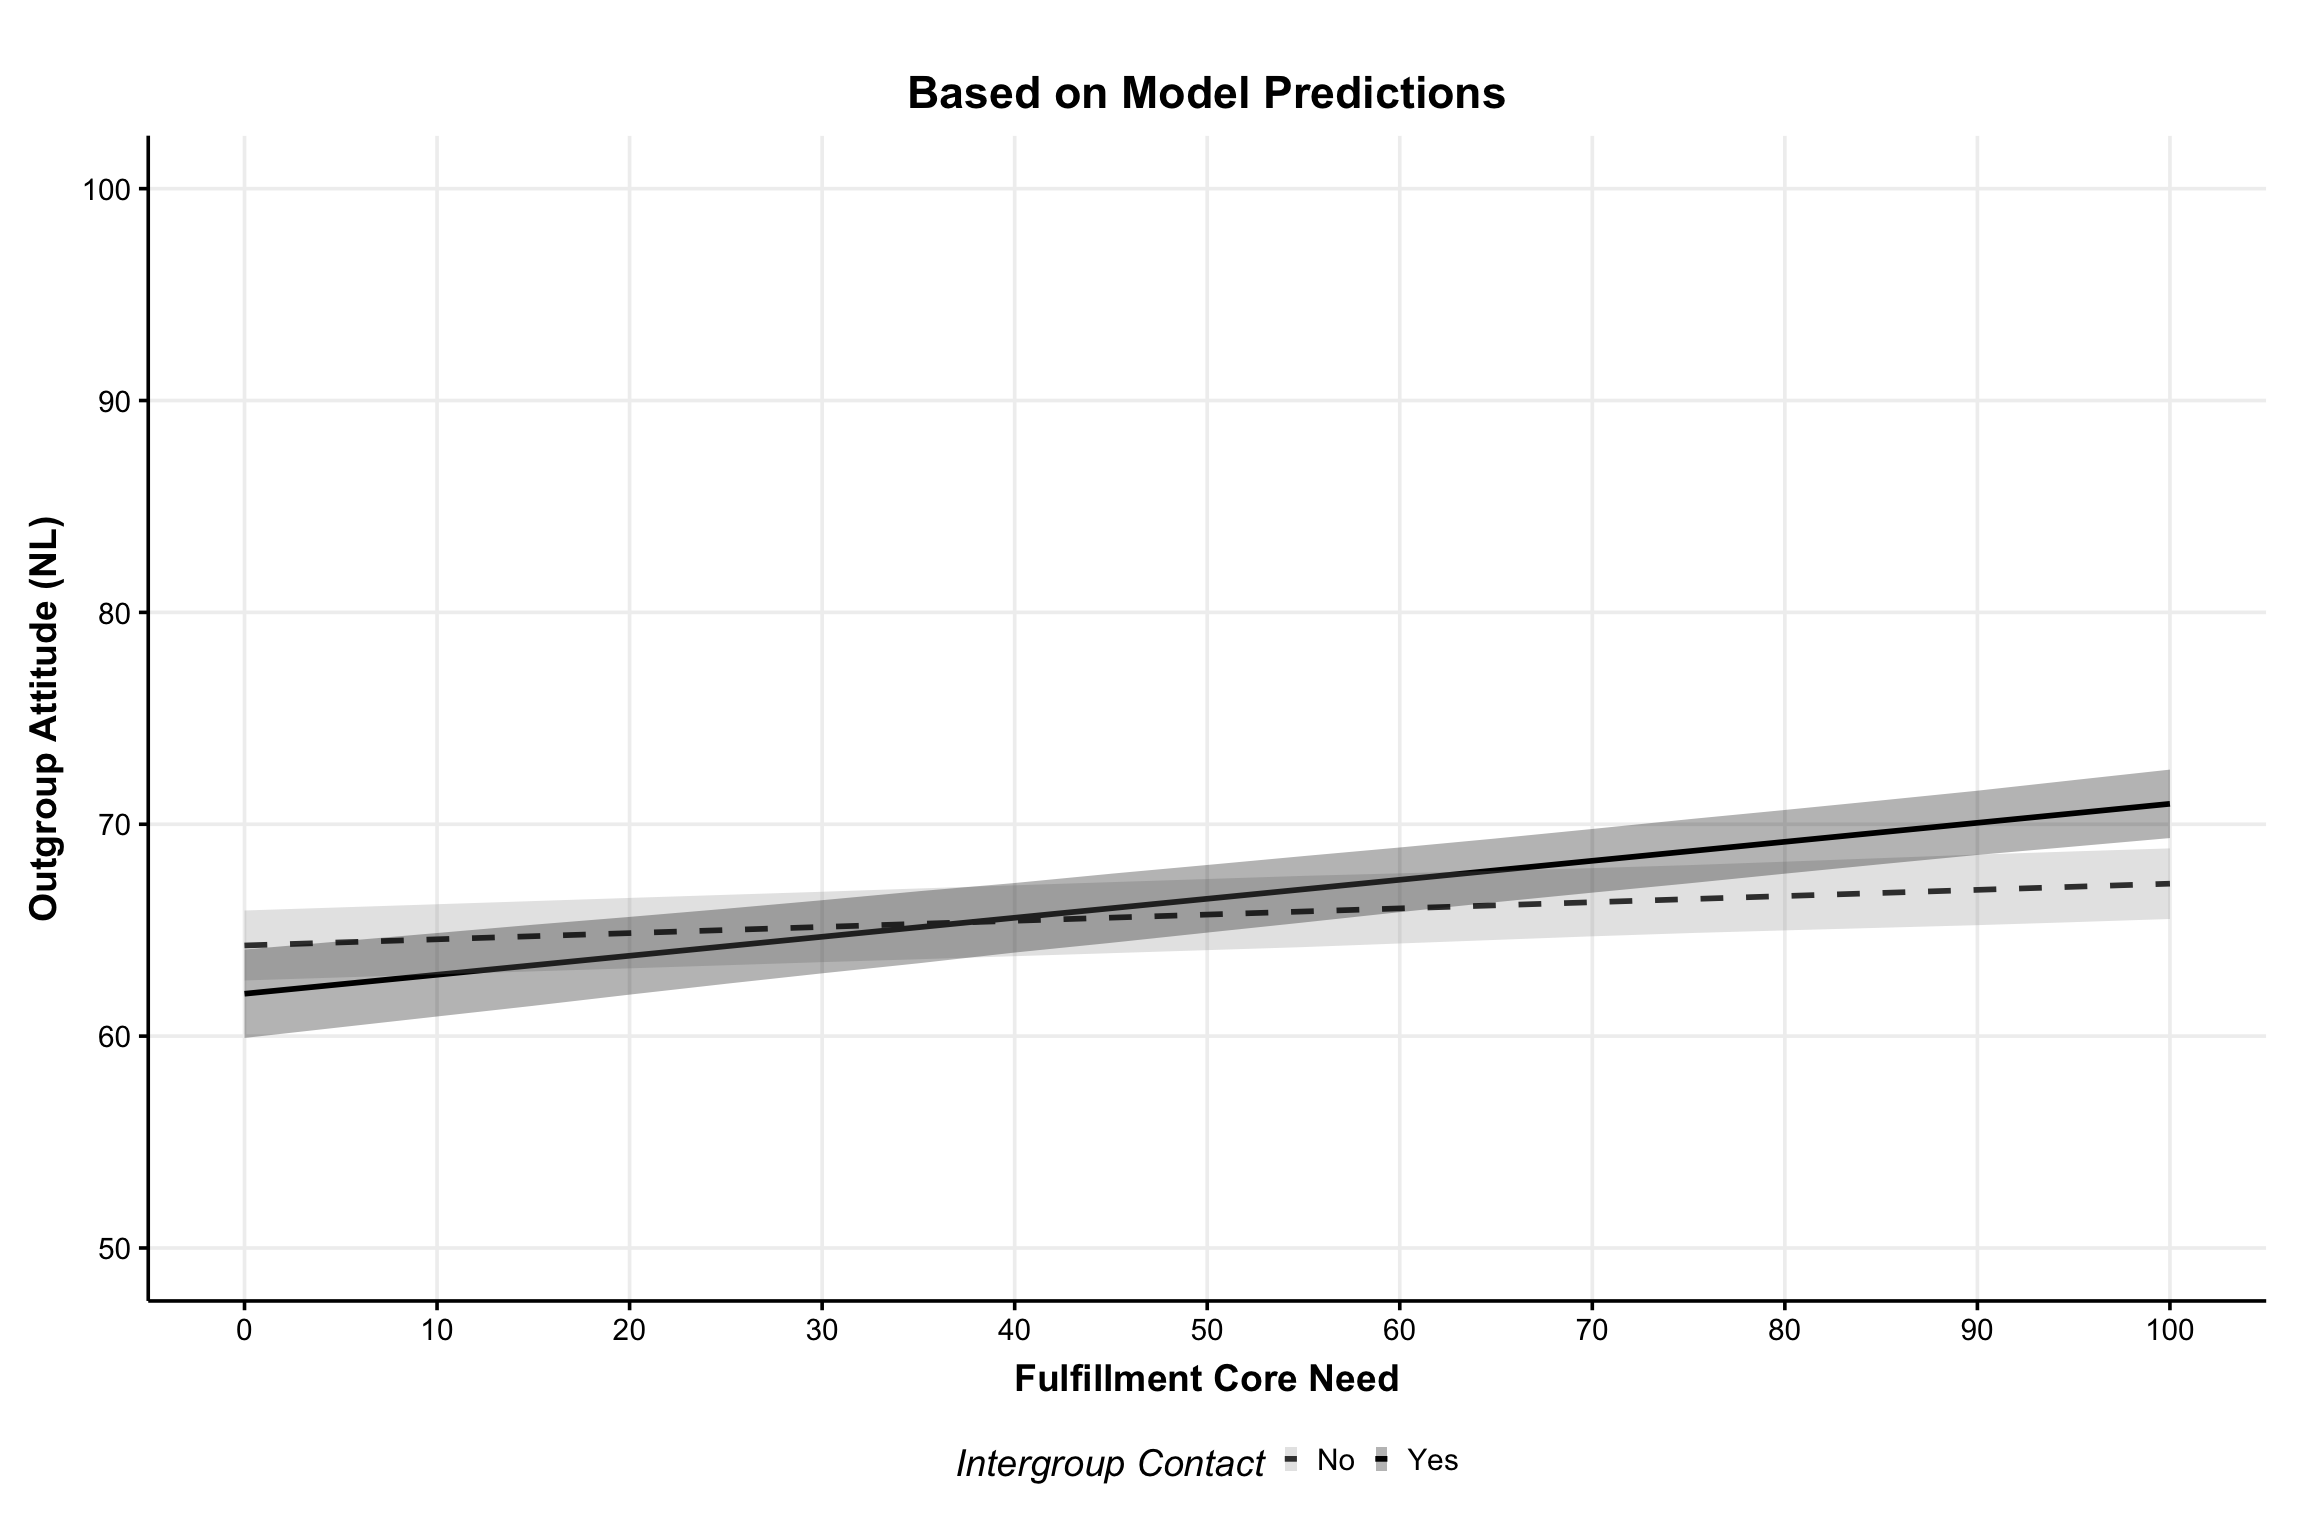 Based on Model Predictions
Outgroup Attitude (NL)
100
90
80
70
60
50
0 10 20 30 40 50 60 70 80 90 100
Fulfillment Core Need
Intergroup Contact No Yes